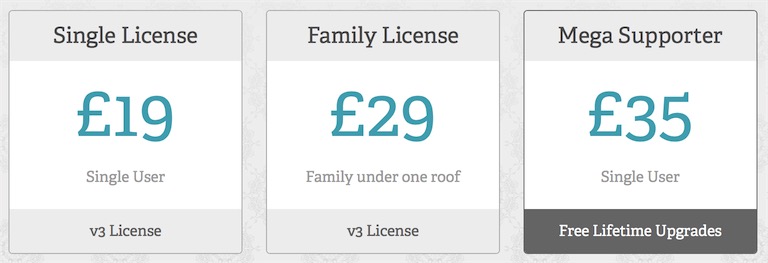 Single License
£19
Single User
v3 License
Family License
£29
Family under one roof
v3 License
Mega Supporter
£35
Single User
Free Lifetime Upgrades